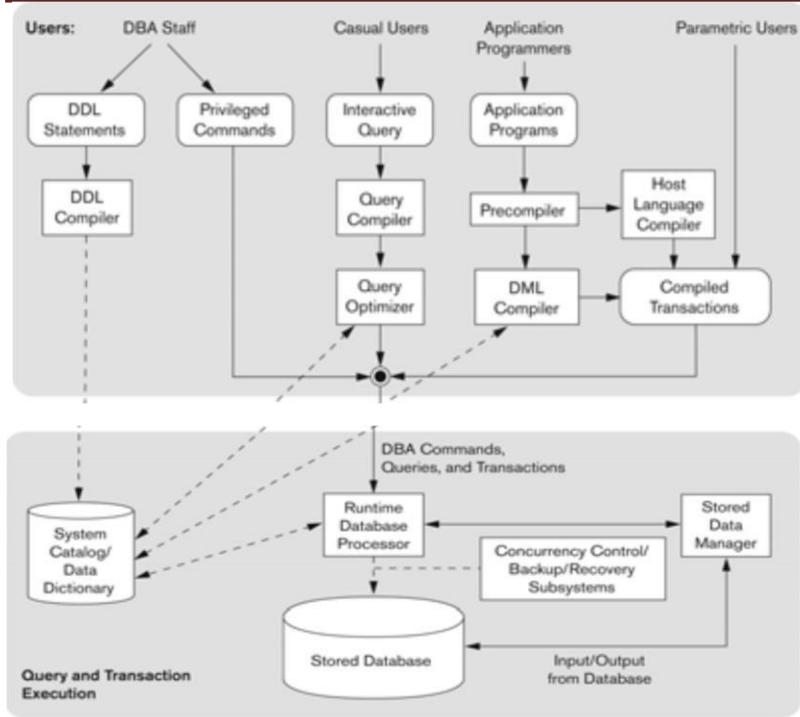 Users:
DBA Staff
Casual Users
Application
Programmers
Parametric Users
DDL
Statements
Privileged
Commands
Interactive
Query
Application
Programs
DDL
Compiler
Query
Compiler
Precompiler
Host
Language
Compiler
Query
Optimizer
DML
Compiler
Compiled
Transactions
DBA Commands,
Queries, and Transactions
System
Catalog/
Data
Dictionary
Runtime
Database
Processor
Stored
Data
Manager
Concurrency Control/
Backup/Recovery
Subsystems
Stored Database
Input/Output
from Database
Query and Transaction
Execution